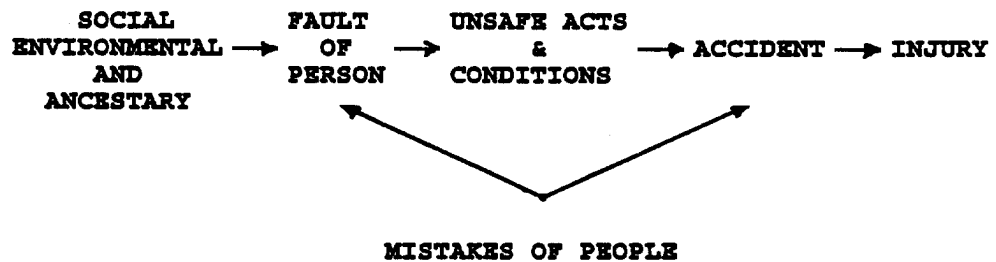 SOCIAL
ENVIRONMENTAL
AND
ANCESTARY
FAULT
OF
PERSON
UNSAFE ACTS
&
CONDITIONS
ACCIDENT
INJURY
MISTAKES OF PEOPLE